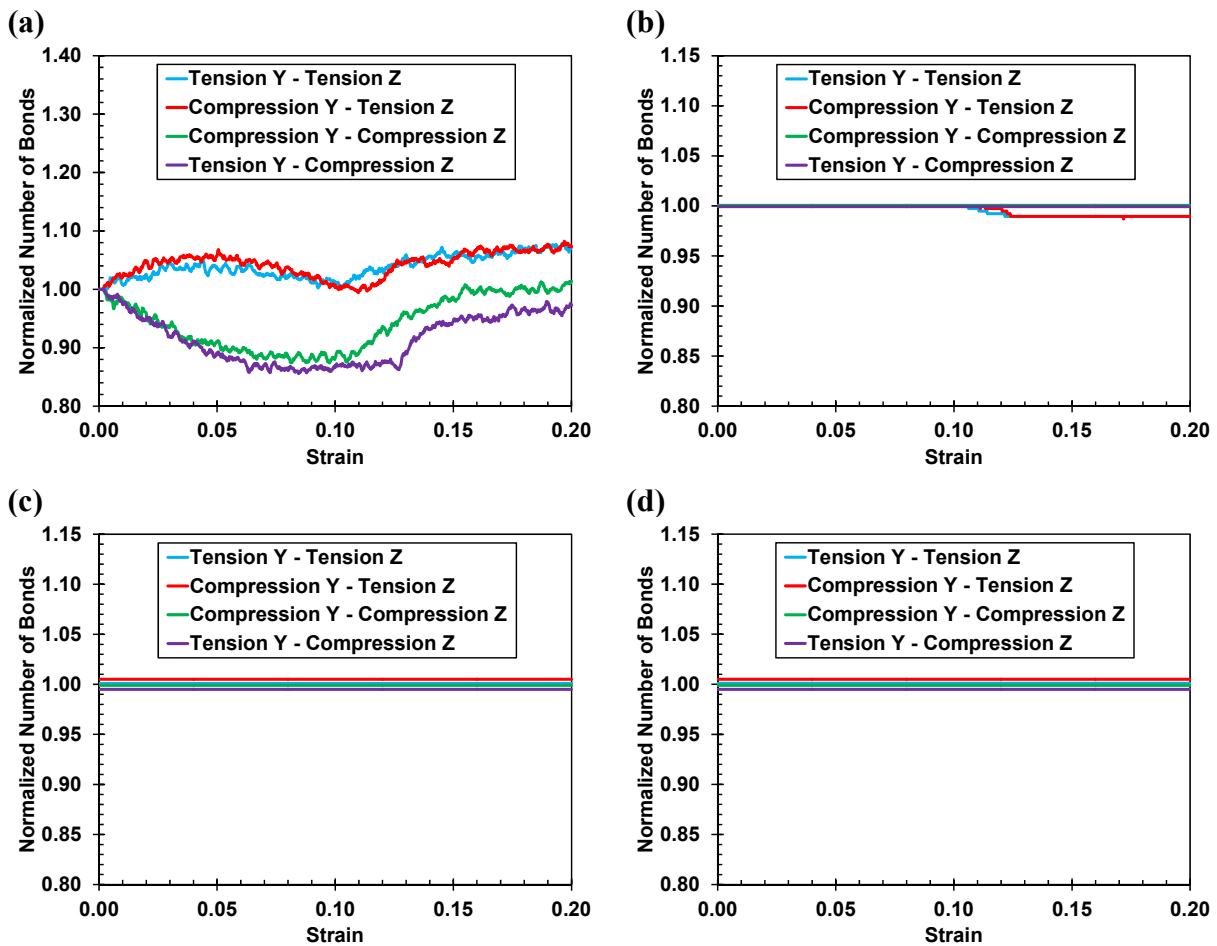 (a)
Normalized Number of Bonds
1.40
1.30
1.20
1.10
1.00
0.90
0.80
Tension Y - Tension Z
Compression Y - Tension Z
Compression Y - Compression Z
Tension Y - Compression Z
0.00 0.05 0.10 0.15 0.20
Strain
(b)
Normalized Number of Bonds
1.15
1.10
1.05
1.00
0.95
0.90
0.85
0.80
Tension Y - Tension Z
Compression Y - Tension Z
Compression Y - Compression Z
Tension Y - Compression Z
0.00 0.05 0.10 0.15 0.20
Strain
(c)
Normalized Number of Bonds
1.15
1.10
1.05
1.00
0.95
0.90
0.85
0.80
Tension Y - Tension Z
Compression Y - Tension Z
Compression Y - Compression Z
Tension Y - Compression Z
0.00 0.05 0.10 0.15 0.20
Strain
(d)
Normalized Number of Bonds
1.15
1.10
1.05
1.00
0.95
0.90
0.85
0.80
Tension Y - Tension Z
Compression Y - Tension Z
Compression Y - Compression Z
Tension Y - Compression Z
0.00 0.05 0.10 0.15 0.20
Strain